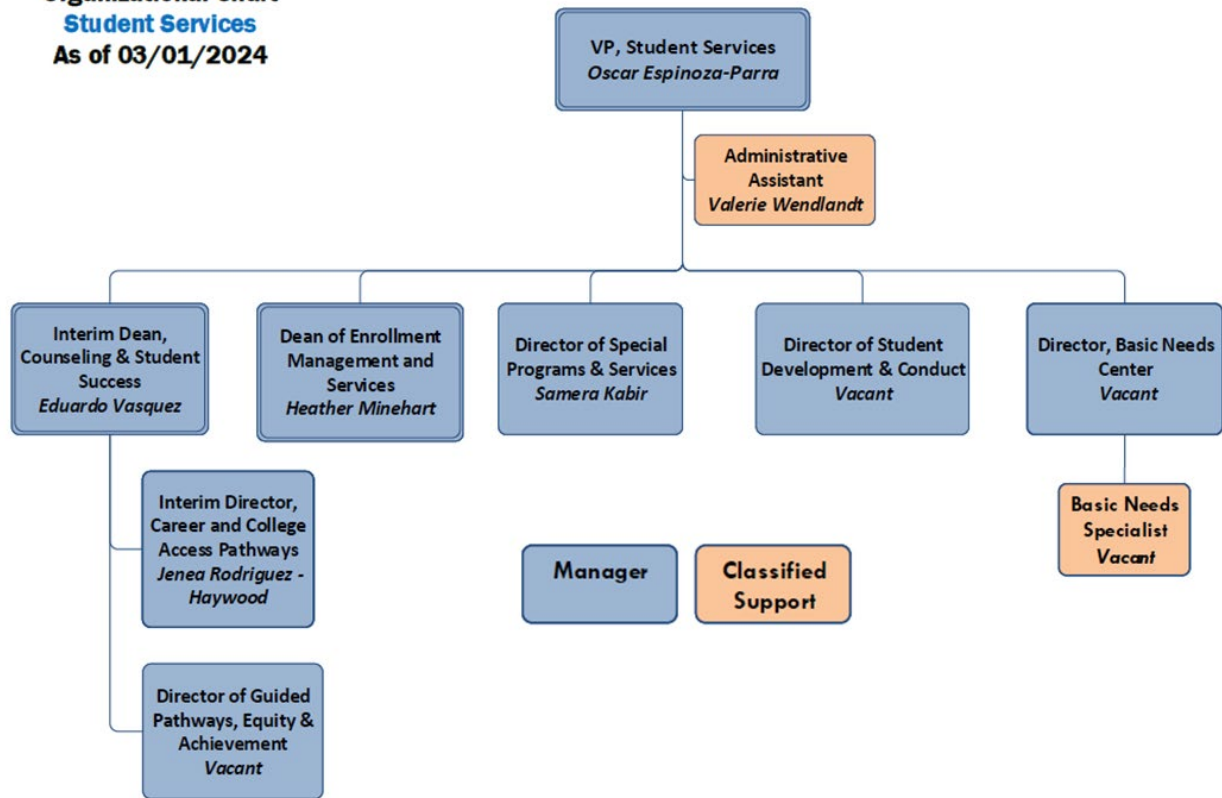 Organizational Chart
Student Services
As of 03/01/2024
VP, Student Services
Oscar Espinoza-Parra
Administrative
Assistant
Valerie Wendlandt
Interim Dean,
Counseling & Student
Success
Eduardo Vasquez
Dean of Enrollment
Management and
Services
Heather Minehart
Director of Special
Programs & Services
Samera Kabir
Director of Student
Development & Conduct
Vacant
Director, Basic Needs
Center
Vacant
Interim Director,
Career and College
Access Pathways
Jenea Rodriguez -
Haywood
Basic Needs
Specialist
Vacant
Manager
Classified
Support
Director of Guided
Pathways, Equity &
Achievement
Vacant